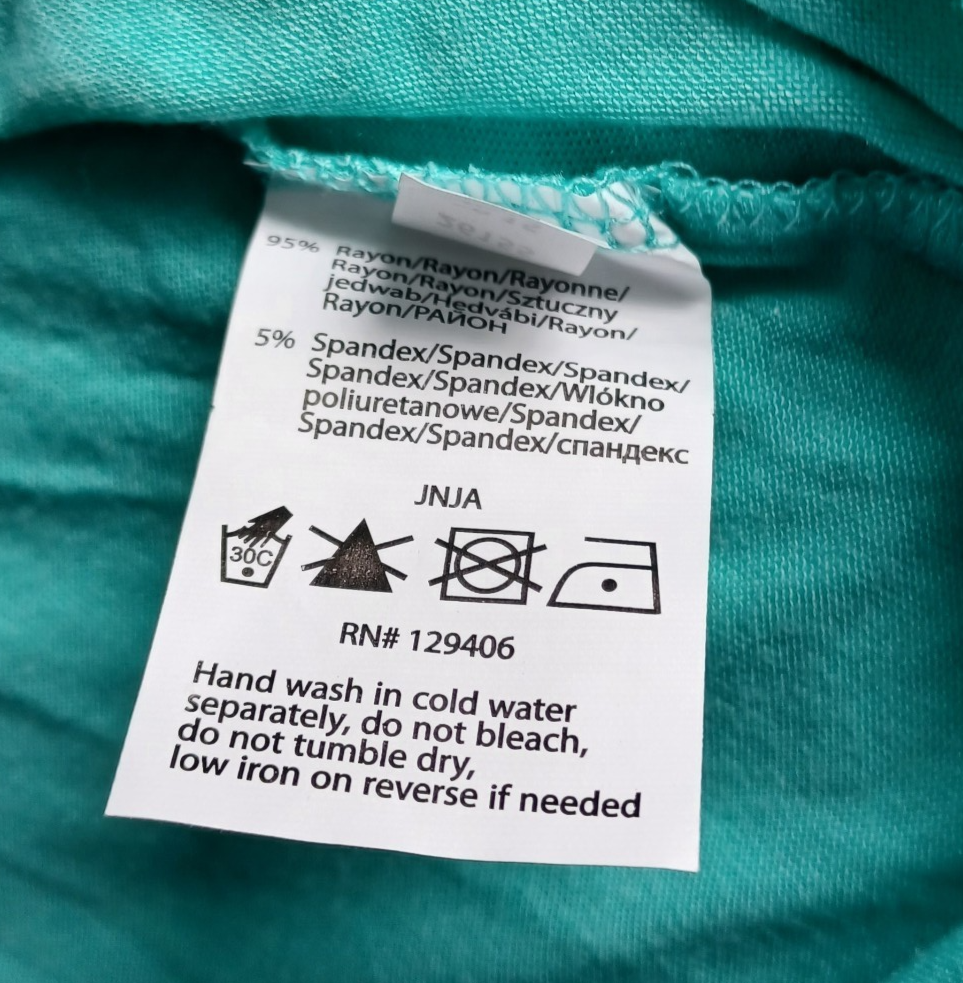 95% Rayon/Rayon/Rayonne/
Rayon/Rayon/Sztuczny
jedwab/Hedvábí/Rayon/
Rayon/РАЙОН
5% Spandex/Spandex/Spandex/
Spandex/Spandex/Wlókno
poliuretanowe/Spandex/
Spandex/Spandex/спандекс
JNJA
30C
RN# 129406
Hand wash in cold water
separately, do not bleach,
do not tumble dry,
low iron on reverse if needed